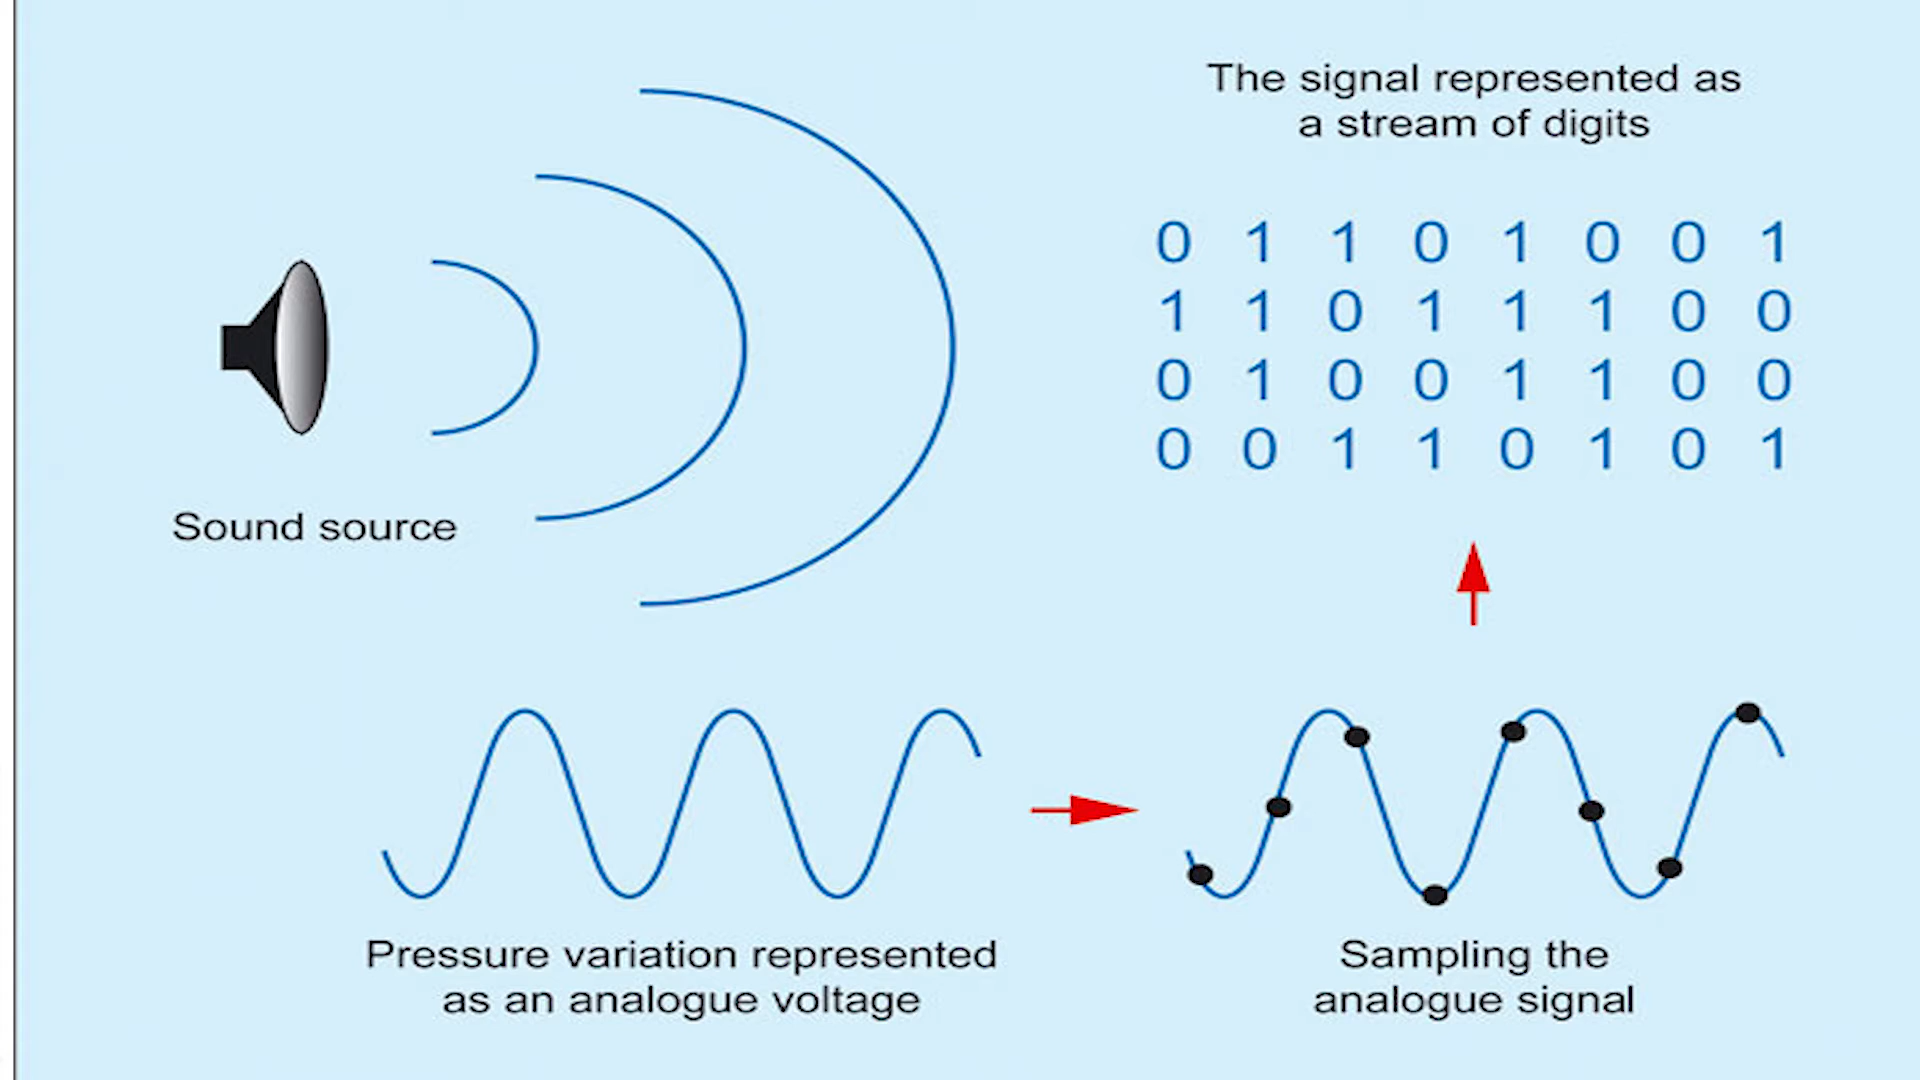 The signal represented as
a stream of digits
0 1 1 0 1 0 0 1
1 1 0 1 1 1 0 0
0 1 0 0 1 1 0 0
0 0 1 1 0 1 0 1
Sound source
Pressure variation represented
as an analogue voltage
Sampling the
analogue signal